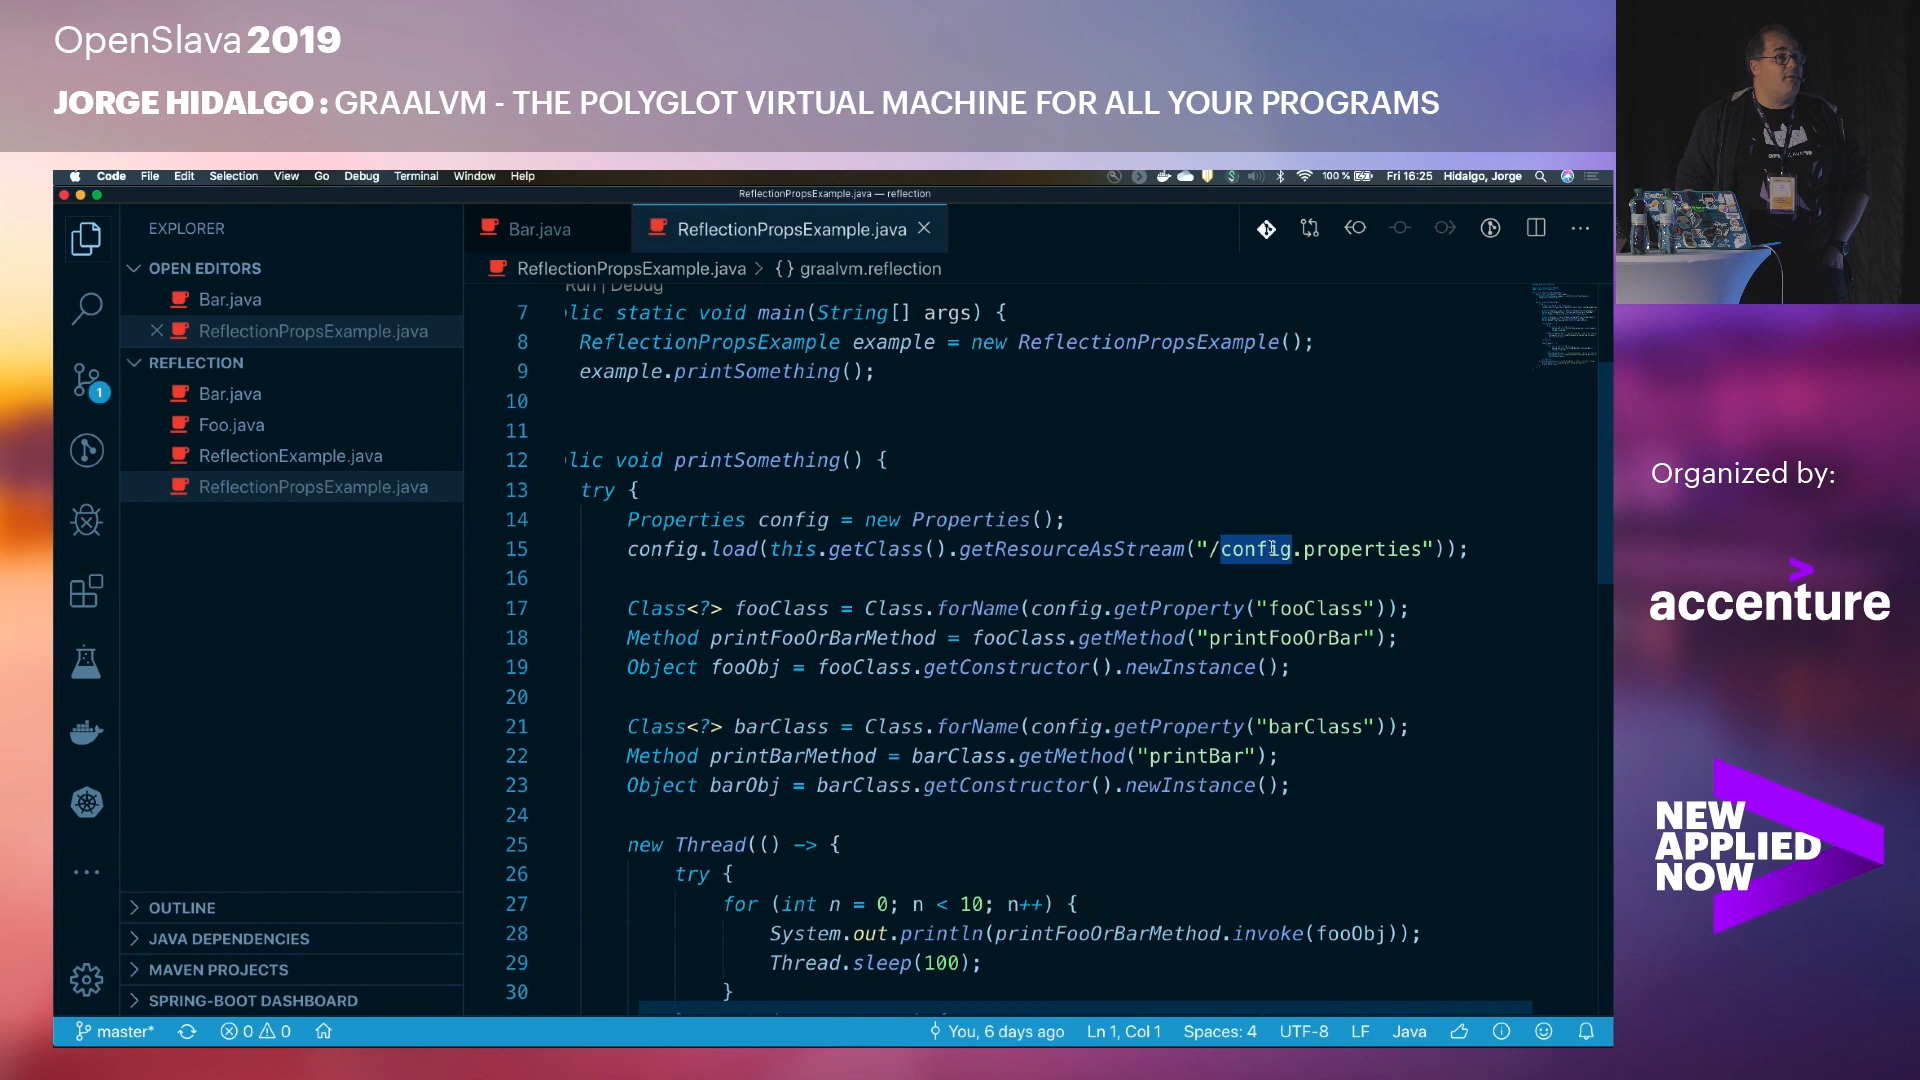 OpenSlava 2019
JORGE HIDALGO : GRAALVM - THE POLYGLOT VIRTUAL MACHINE FOR ALL YOUR PROGRAMS
Code File Edit Selection View Go Debug Terminal Window Help 100 % Fri 16:25 Hidalgo, Jorge
ReflectionPropsExample.java — reflection
EXPLORER
OPEN EDITORS
Bar.java
ReflectionPropsExample.java
REFLECTION
Bar.java
Foo.java
ReflectionExample.java
ReflectionPropsExample.java
1
OUTLINE
JAVA DEPENDENCIES
MAVEN PROJECTS
SPRING-BOOT DASHBOARD
Bar.java ReflectionPropsExample.java
ReflectionPropsExample.java > {} graalvm.reflection
Run | Debug
7 lic static void main(String[] args) {
8 ReflectionPropsExample example = new ReflectionPropsExample();
9 example.printSomething();
10
11
12 lic void printSomething() {
13 try {
14 Properties config = new Properties();
15 config.load(this.getClass().getResourceAsStream("/config.properties"));
16
17 Class<?> fooClass = Class.forName(config.getProperty("fooClass"));
18 Method printFooOrBarMethod = fooClass.getMethod("printFooOrBar");
19 Object fooObj = fooClass.getConstructor().newInstance();
20
21 Class<?> barClass = Class.forName(config.getProperty("barClass"));
22 Method printBarMethod = barClass.getMethod("printBar");
23 Object barObj = barClass.getConstructor().newInstance();
24
25 new Thread(() -> {
26 try {
27 for (int n = 0; n < 10; n++) {
28 System.out.println(printFooOrBarMethod.invoke(fooObj));
29 Thread.sleep(100);
30 }
master* 0 0 You, 6 days ago Ln 1, Col 1 Spaces: 4 UTF-8 LF Java
Organized by:
accenture
NEW
APPLIED
NOW